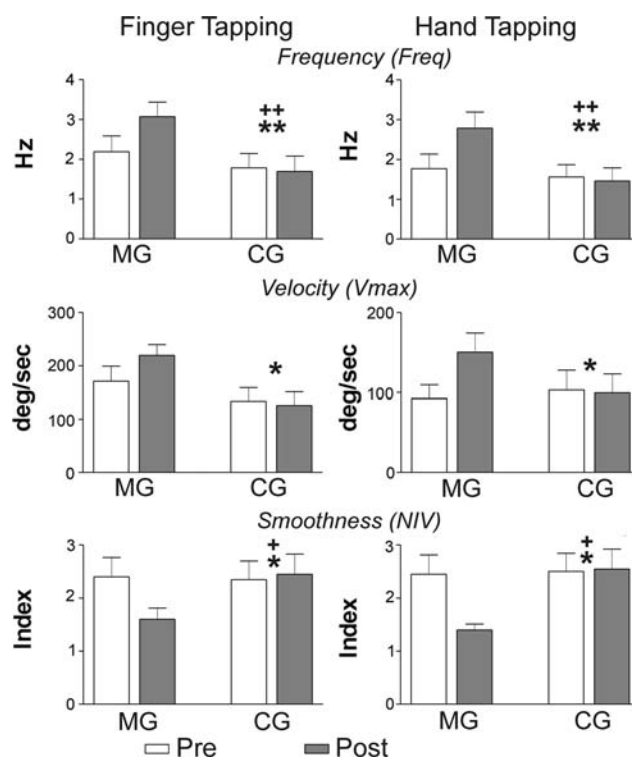 Finger Tapping Hand Tapping
Frequency (Freq)
Hz
4
3
2
1
0
++
**
MG CG
Hz
4
3
2
1
0
++
**
MG CG
Velocity (Vmax)
deg/sec
300
200
100
0
*
MG CG
deg/sec
200
100
0
*
MG CG
Smoothness (NIV)
Index
3
2
1
0
+
*
MG CG
Index
3
2
1
0
+
*
MG CG
Pre Post